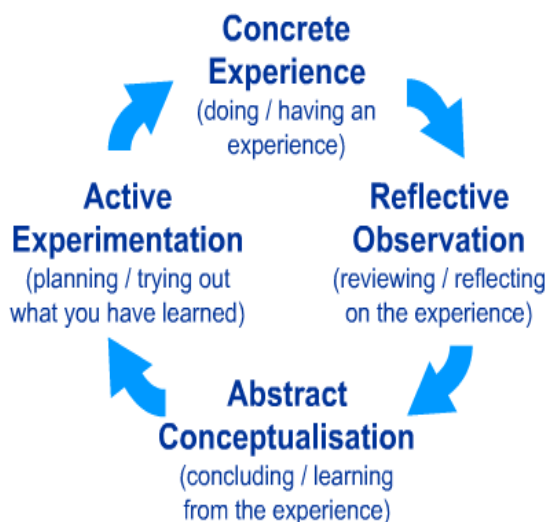 Concrete
Experience
(doing / having an
experience)
Reflective
Observation
(reviewing / reflecting
on the experience)
Abstract
Conceptualisation
(concluding / learning
from the experience)
Active
Experimentation
(planning / trying out
what you have learned)